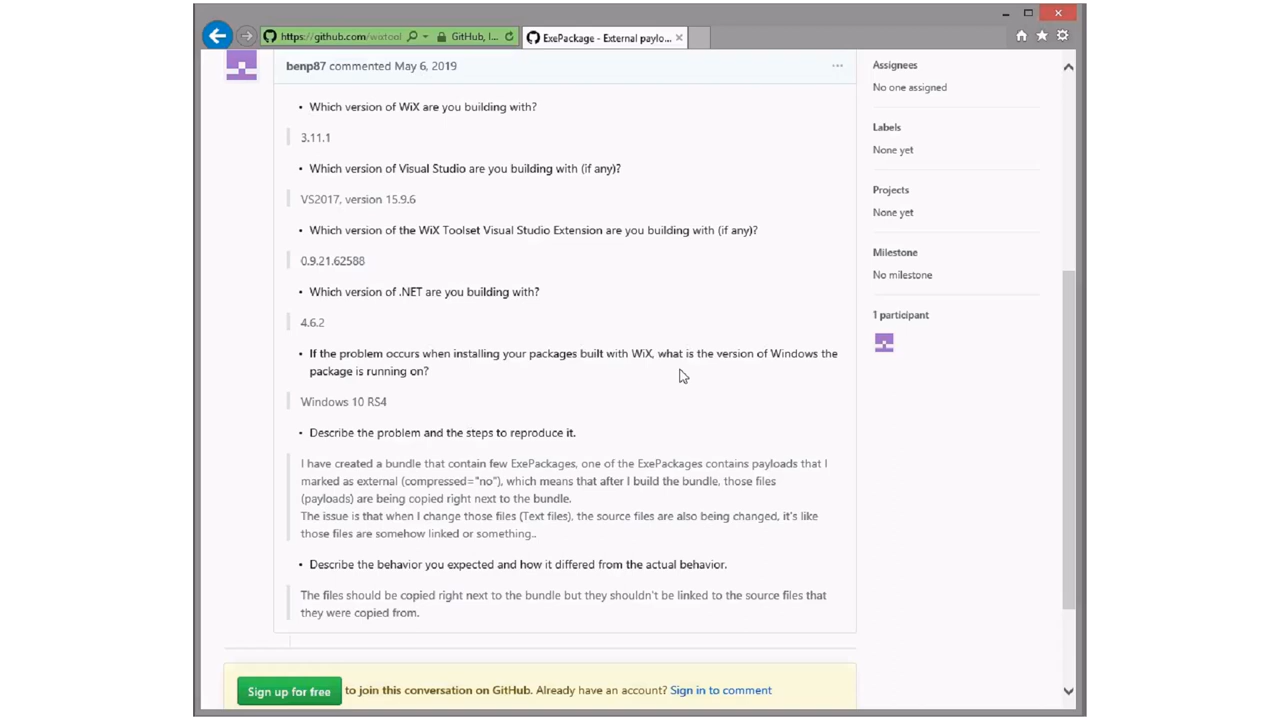 https://github.com/wixtool
GitHub, I...
ExePackage - External paylo...
benp87 commented May 6, 2019
...
• Which version of WiX are you building with?
3.11.1
• Which version of Visual Studio are you building with (if any)?
VS2017, version 15.9.6
• Which version of the WiX Toolset Visual Studio Extension are you building with (if any)?
0.9.21.62588
• Which version of .NET are you building with?
4.6.2
• If the problem occurs when installing your packages built with WiX, what is the version of Windows the
package is running on?
Windows 10 RS4
• Describe the problem and the steps to reproduce it.
I have created a bundle that contain few ExePackages, one of the ExePackages contains payloads that I
marked as external (compressed="no"), which means that after I build the bundle, those files
(payloads) are being copied right next to the bundle.
The issue is that when I change those files (Text files), the source files are also being changed, it's like
those files are somehow linked or something..
• Describe the behavior you expected and how it differed from the actual behavior.
The files should be copied right next to the bundle but they shouldn't be linked to the source files that
they were copied from.
Assignees
No one assigned
Labels
None yet
Projects
None yet
Milestone
No milestone
1 participant
Sign up for free to join this conversation on GitHub. Already have an account? Sign in to comment